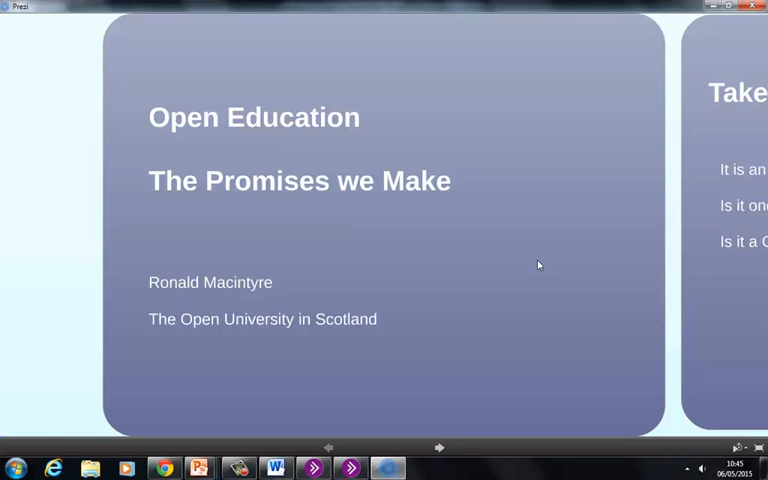 Prezi
Open Education
The Promises we Make
Ronald Macintyre
The Open University in Scotland
Take
It is an
Is it on
Is it a
10:45
06/05/2015